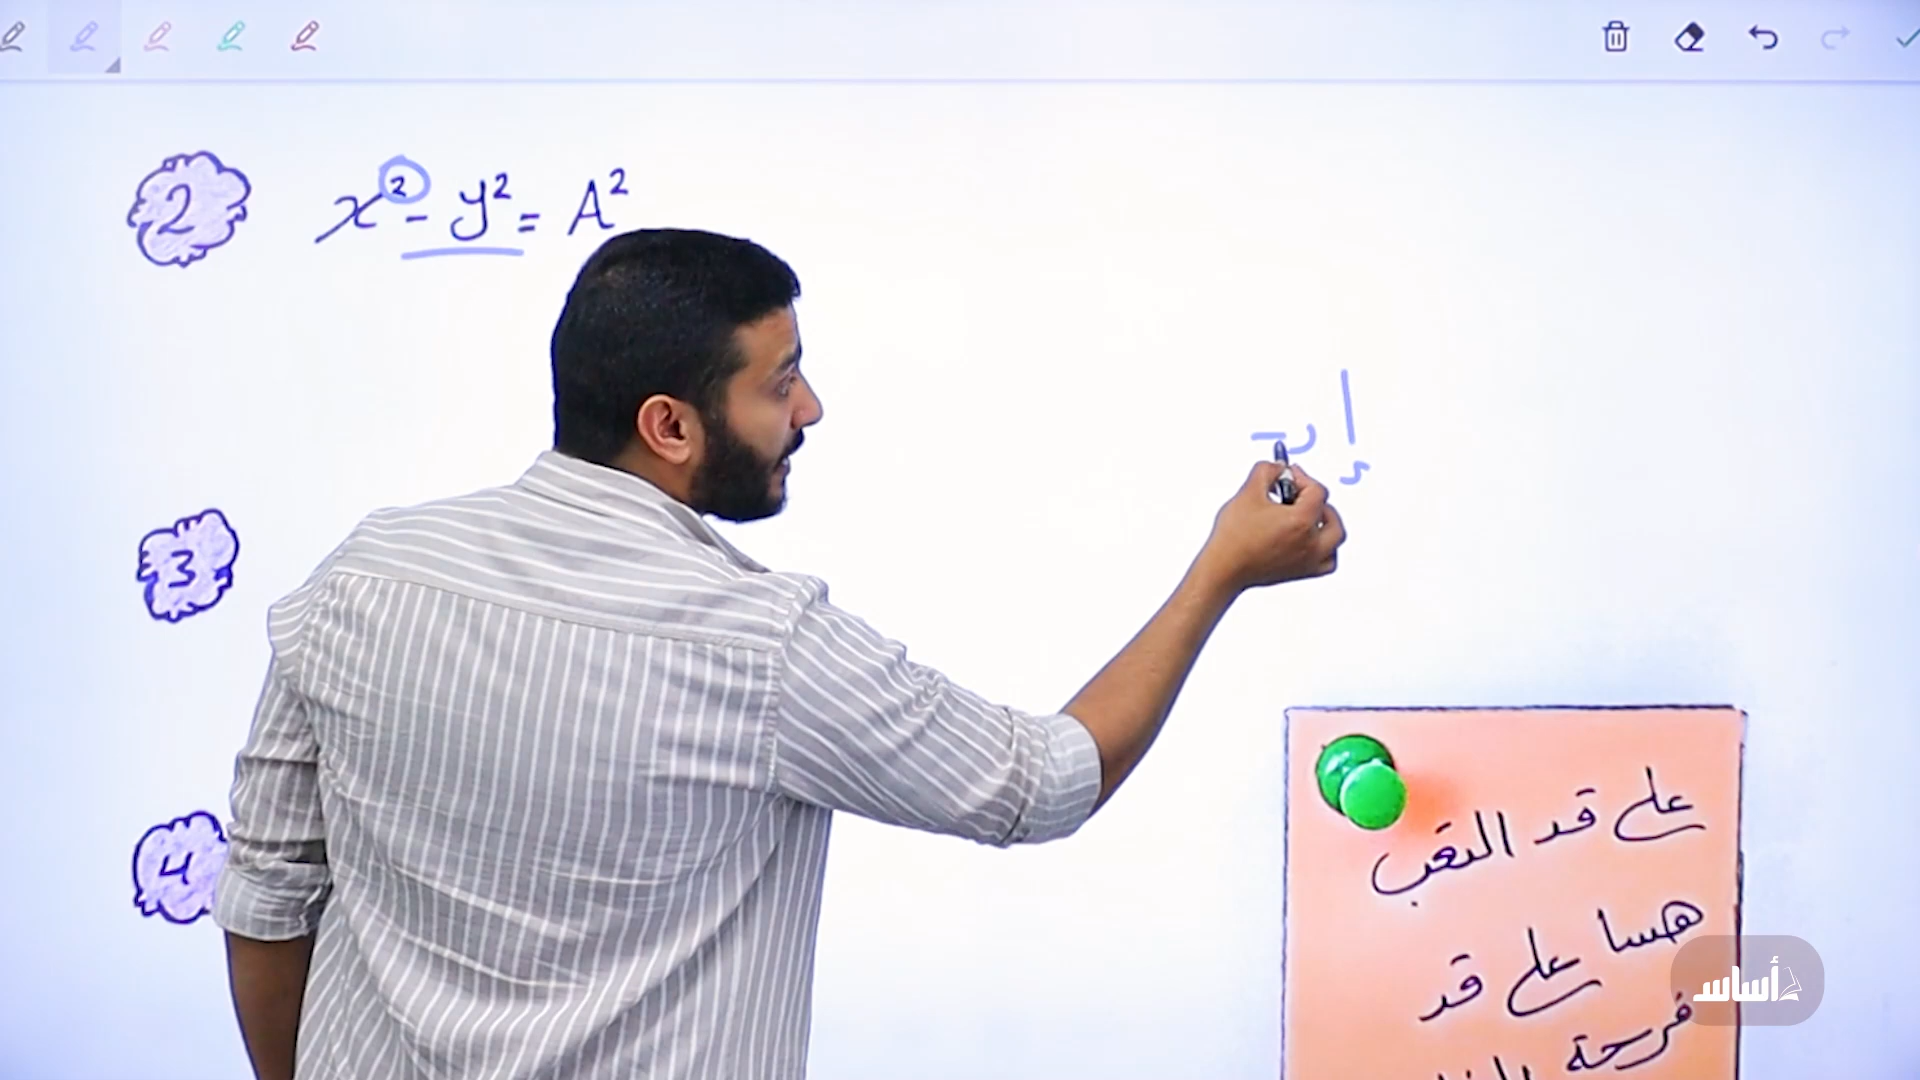 2 x² - y² = A²
3
4
على قد التعب
هسا على قد
فرحة
أساس